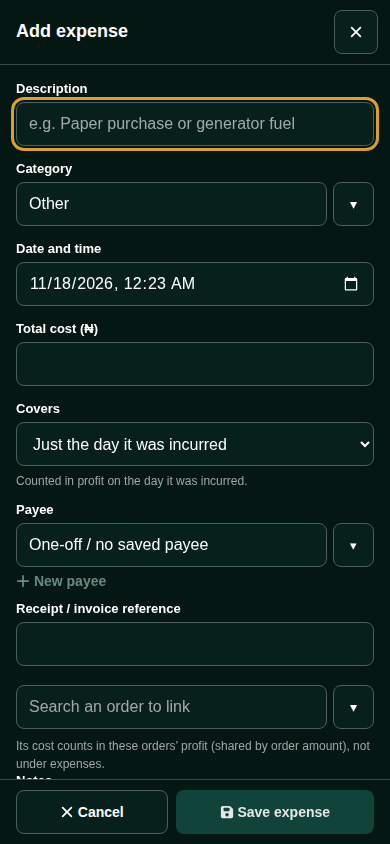 Add expense
Description
e.g. Paper purchase or generator fuel
Category
Other
Date and time
11/18/2026, 12:23 AM
Total cost (₦)
Covers
Just the day it was incurred
Counted in profit on the day it was incurred.
Payee
One-off / no saved payee
+ New payee
Receipt / invoice reference
Search an order to link
Its cost counts in these orders' profit (shared by order amount), not
under expenses.
Notes
Cancel
Save expense